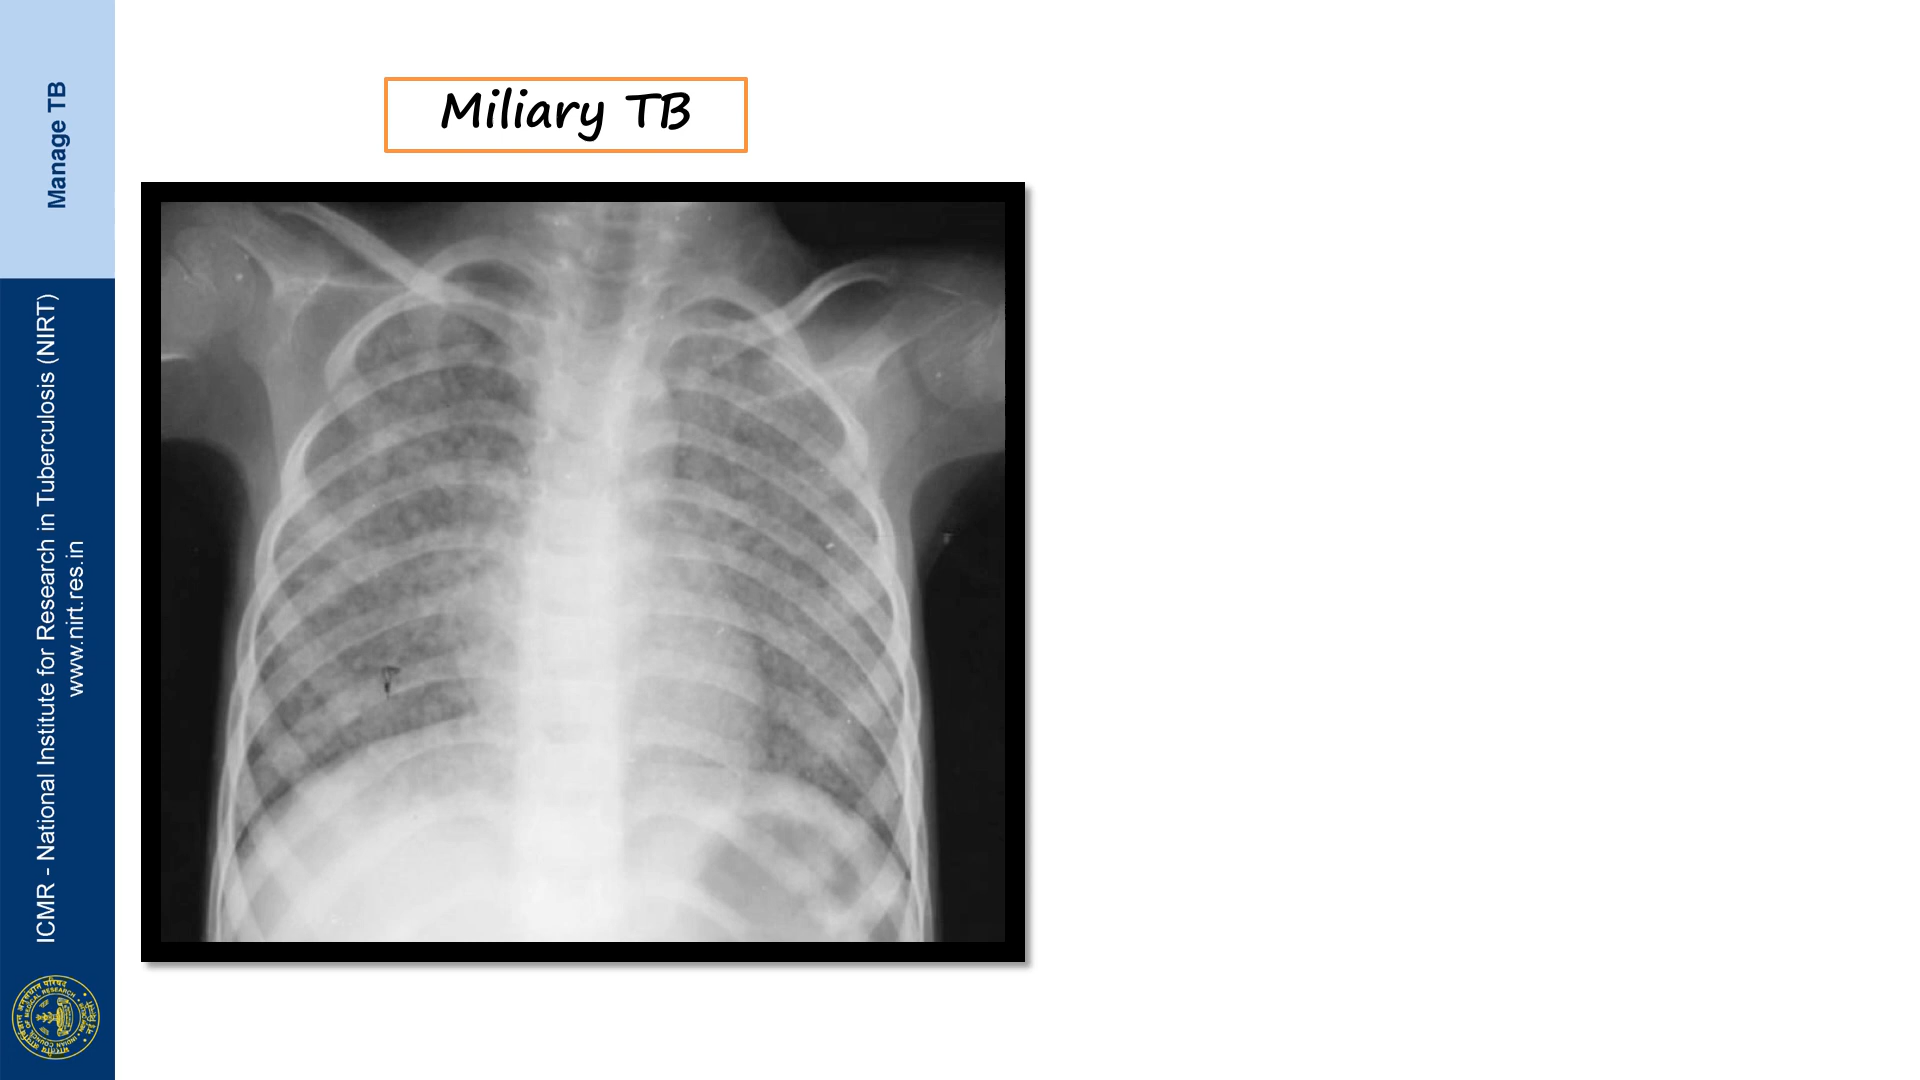 Miliary TB
Manage TB
ICMR - National Institute for Research in Tuberculosis (NIRT)
www.nirt.res.in